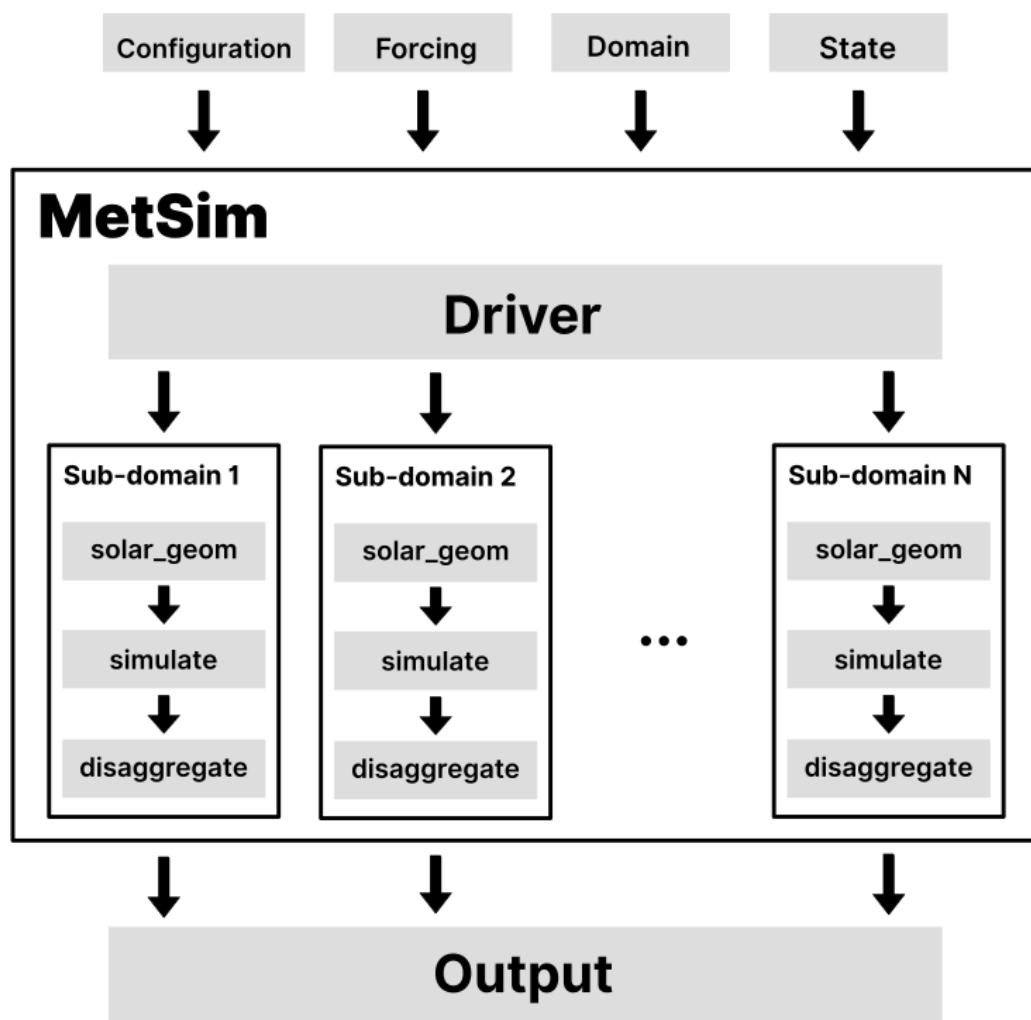 Configuration
Forcing
Domain
State
MetSim
Driver
Sub-domain 1
solar_geom
simulate
disaggregate
Sub-domain 2
solar_geom
simulate
disaggregate
...
Sub-domain N
solar_geom
simulate
disaggregate
Output